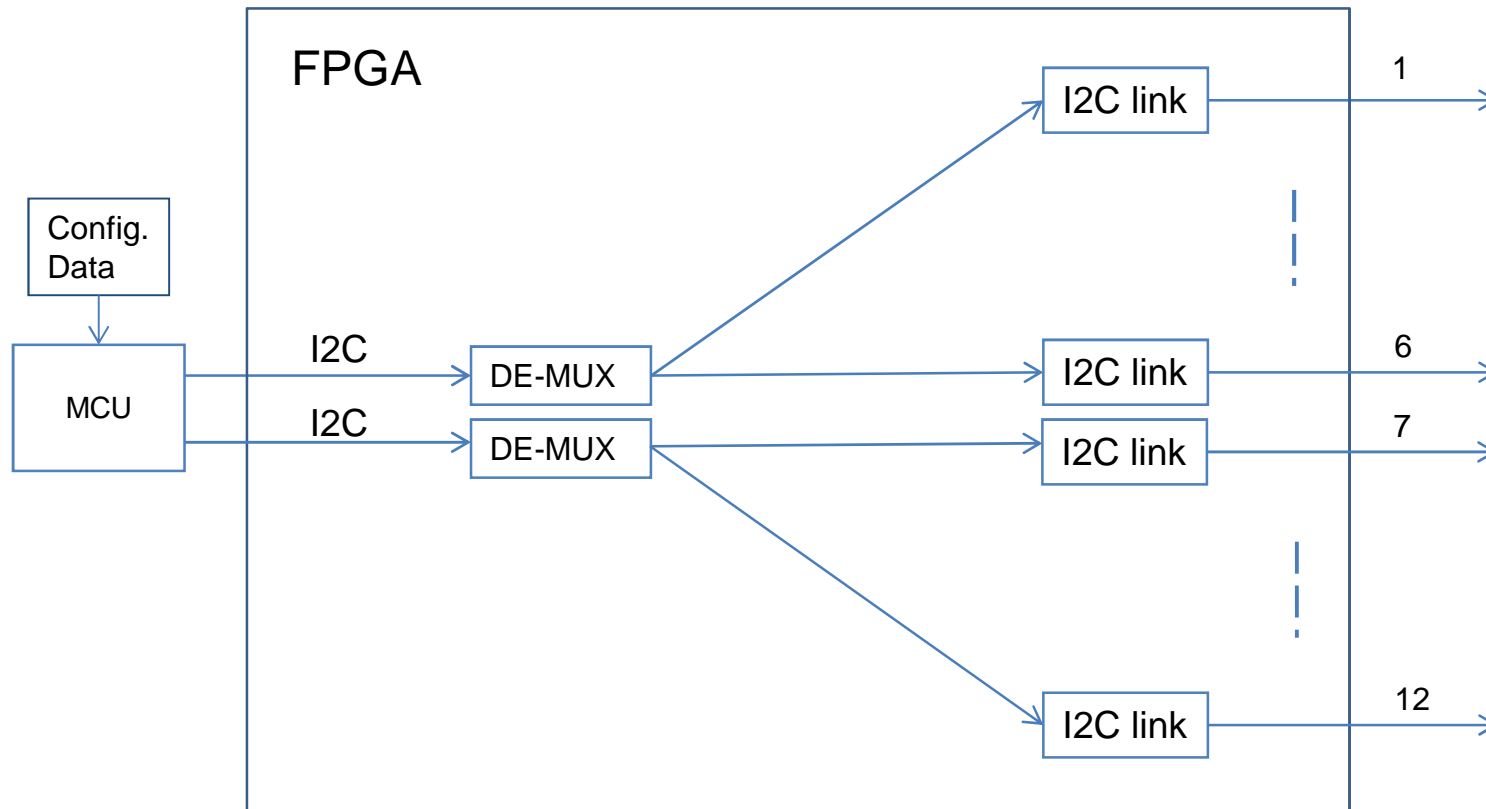 FPGA
1
I2C link
Config.
Data
I2C
6
DE-MUX
I2C link
MCU
I2C
7
DE-MUX
I2C link
12
I2C link